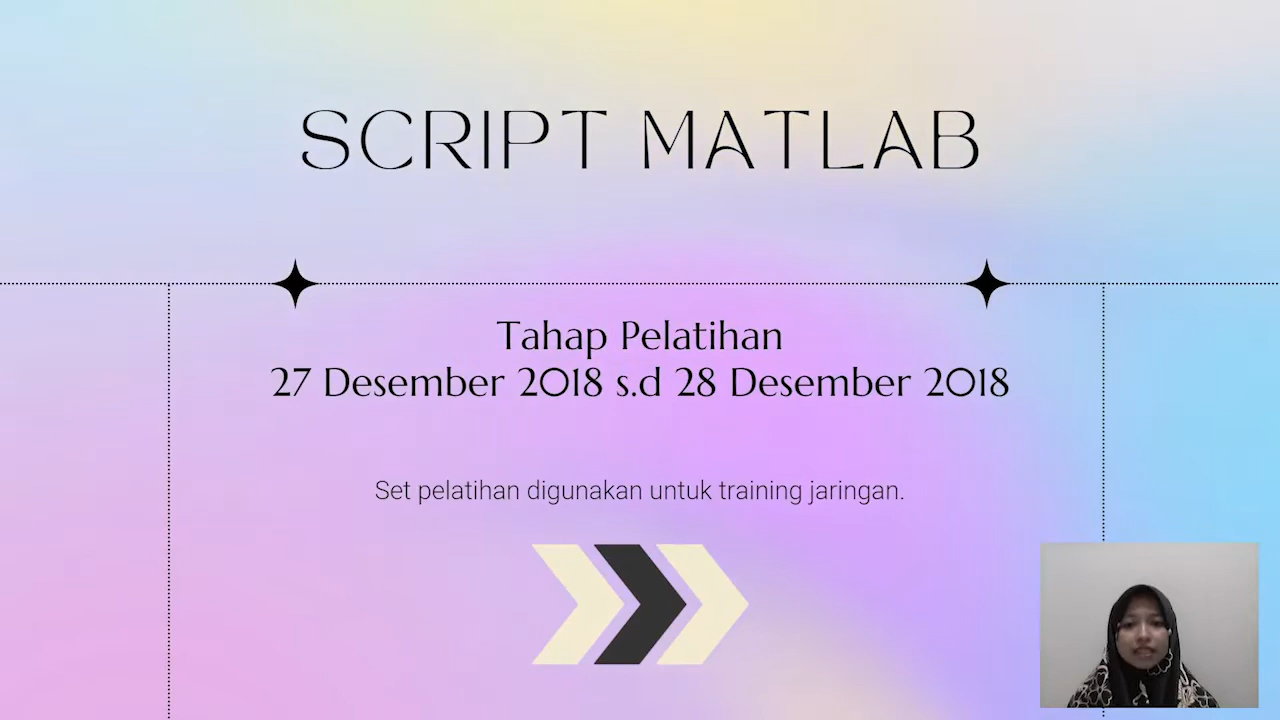 SCRIPT MATLAB
Tahap Pelatihan
27 Desember 2018 s.d 28 Desember 2018
Set pelatihan digunakan untuk training jaringan.